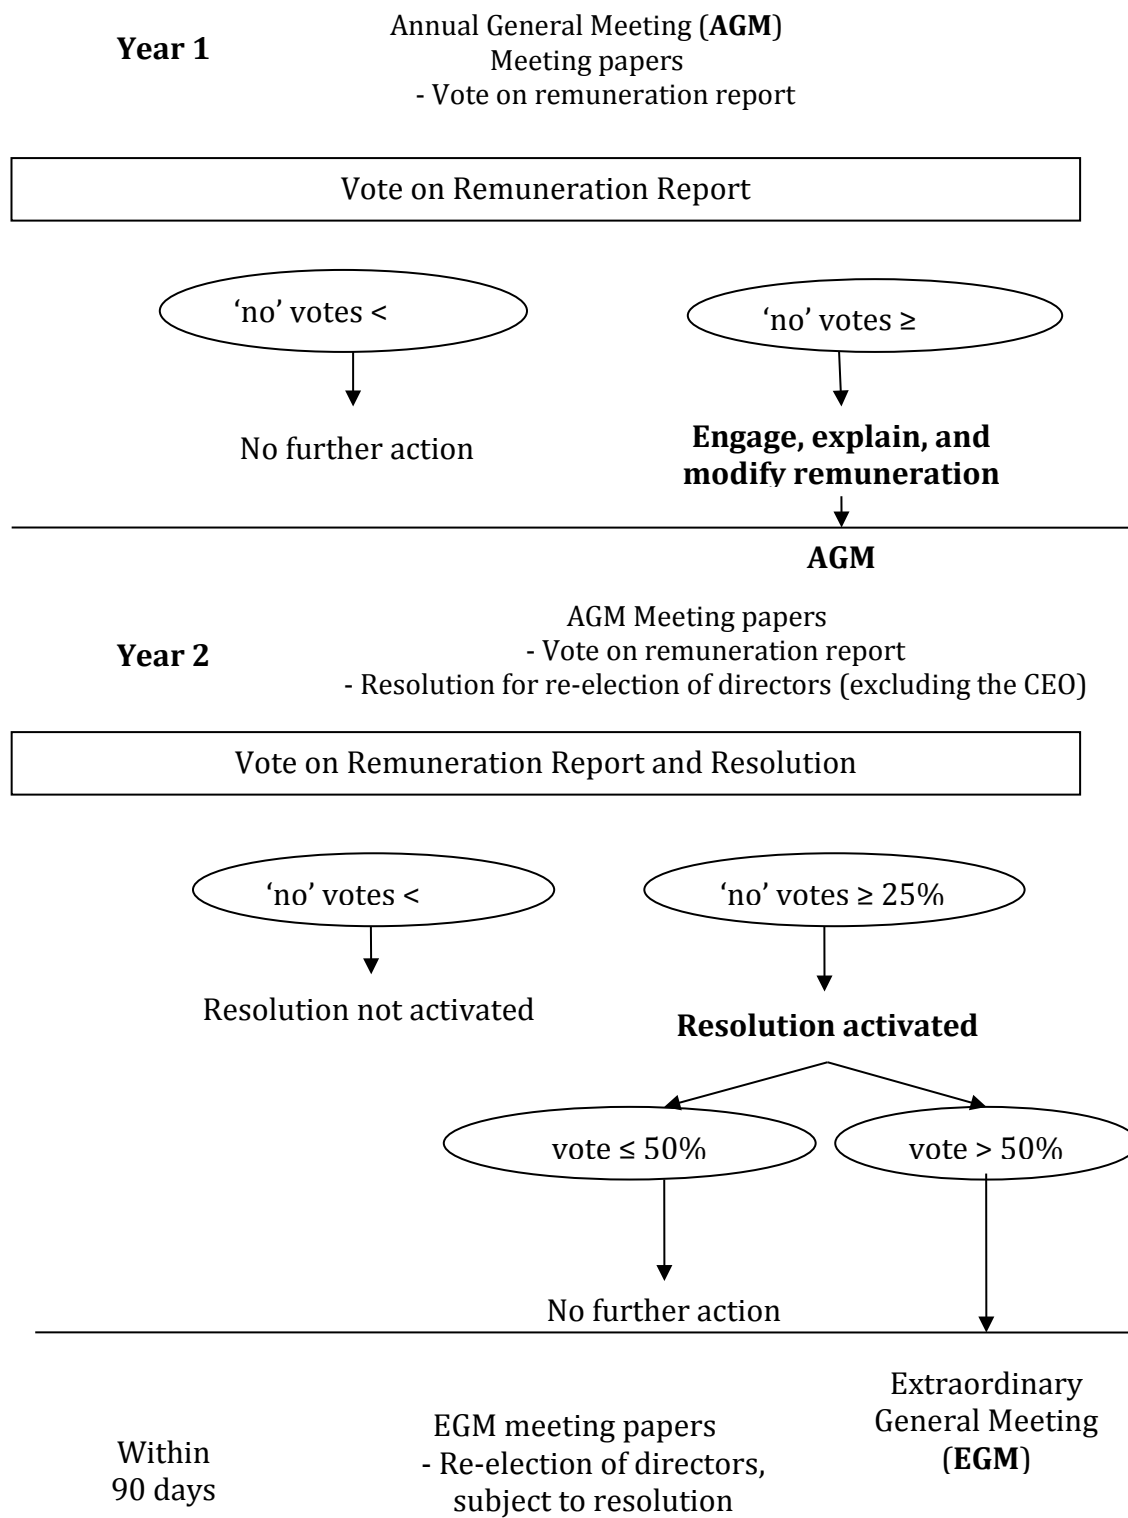 Year 1
Annual General Meeting (AGM)
Meeting papers
- Vote on remuneration report
Vote on Remuneration Report
‘no’ votes <
‘no’ votes ≥
No further action
Engage, explain, and
modify remuneration
AGM
Year 2
AGM Meeting papers
- Vote on remuneration report
- Resolution for re-election of directors (excluding the CEO)
Vote on Remuneration Report and Resolution
‘no’ votes <
‘no’ votes ≥ 25%
Resolution not activated
Resolution activated
vote ≤ 50%
vote > 50%
No further action
Within
90 days
EGM meeting papers
- Re-election of directors,
subject to resolution
Extraordinary
General Meeting
(EGM)